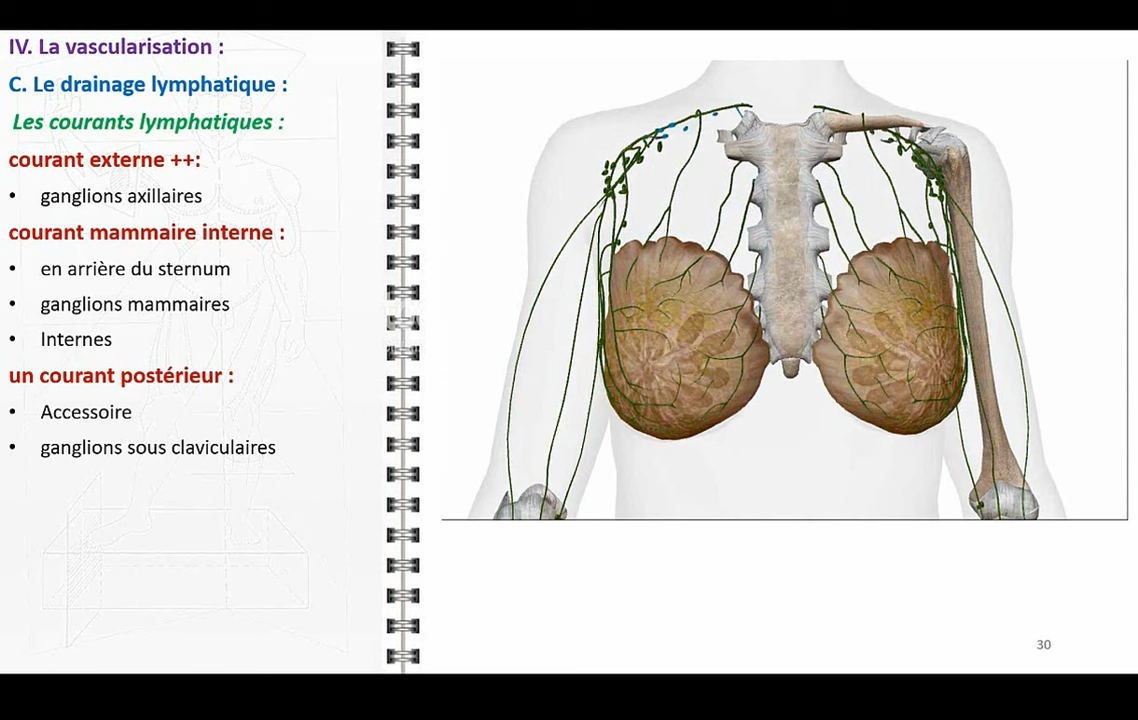 IV. La vascularisation :
C. Le drainage lymphatique :
Les courants lymphatiques :
courant externe ++:
• ganglions axillaires
courant mammaire interne :
• en arrière du sternum
• ganglions mammaires
• Internes
un courant postérieur :
• Accessoire
• ganglions sous claviculaires
30